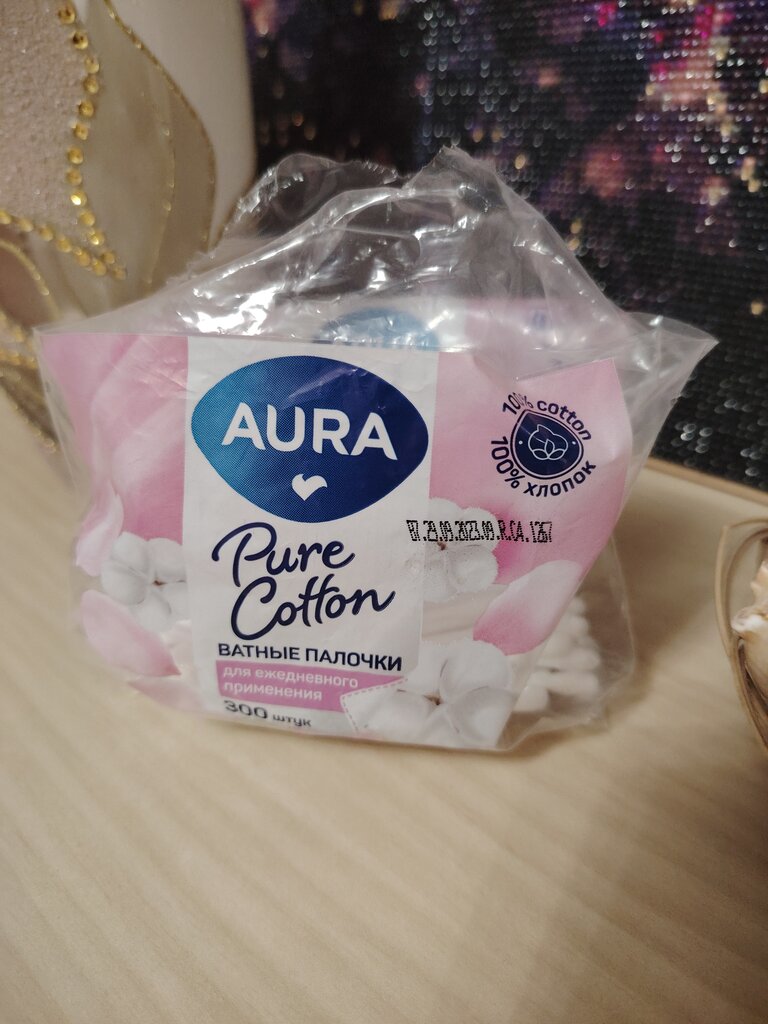 AURA
Pure
Cotton
ВАТНЫЕ ПАЛОЧКИ
для ежедневного
применения
300 штук
100% cotton
100% хлопок